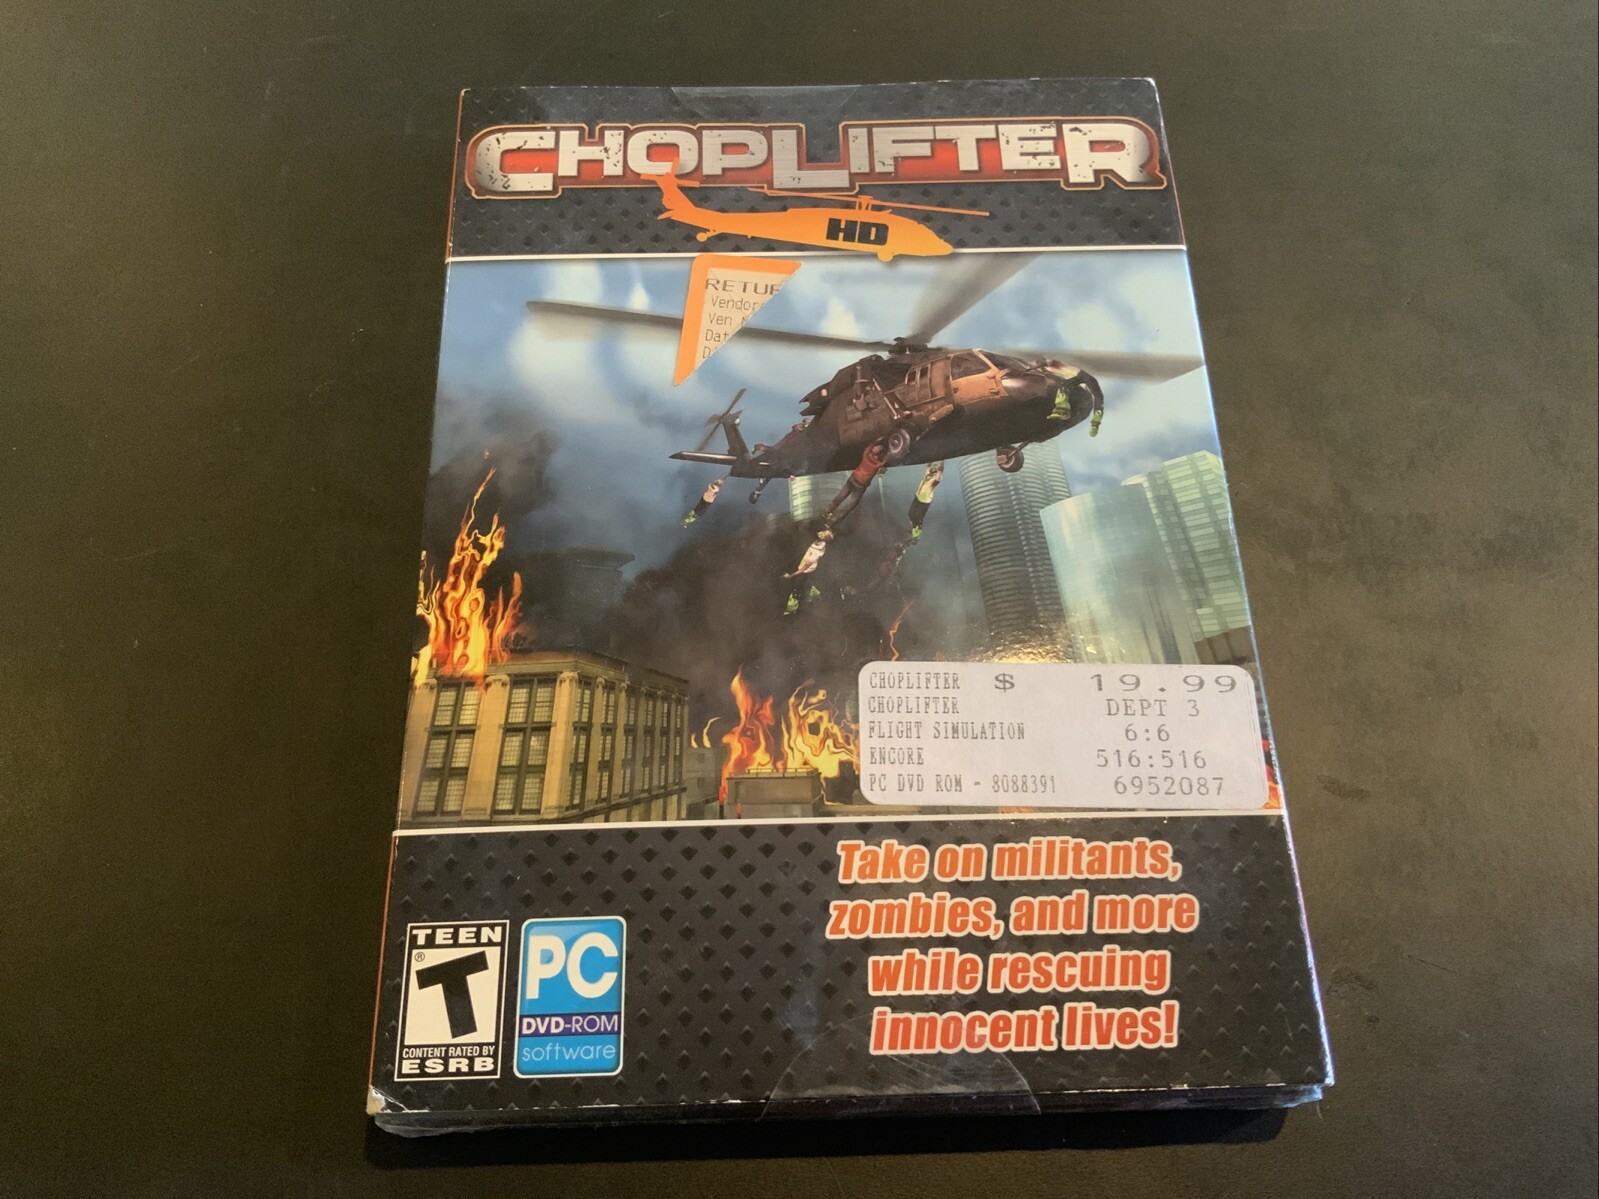 CHOPLIFTER
HD
Ven
CHOPLIFTER $ 19.99
CHOPLIFTER DEPT 3
FLIGHT SIMULATION 6:6
ENCORE 516:516
PC DVD ROM - 8088391 6952087
Take on militants,
zombies, and more
while rescuing
innocent lives!
TEEN
T ®
CONTENT RATED BY
ESRB
PC
DVD-ROM
software